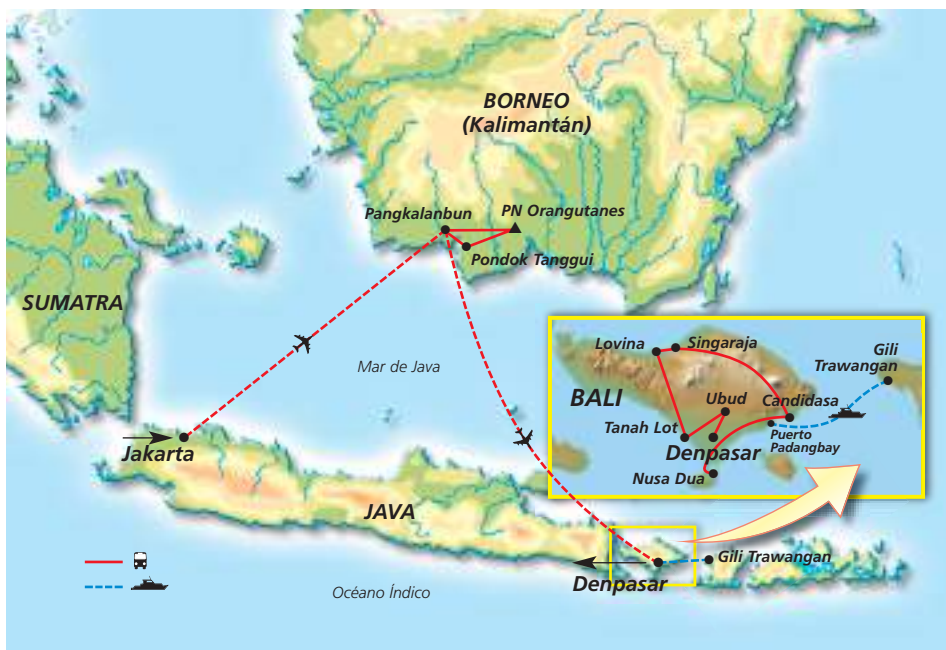 BORNEO
(Kalimantán)
Pangkalanbun
PN Orangutanes
Pondok Tanggui
SUMATRA
Mar de Java
Jakarta
JAVA
Océano Índico
Denpasar
Gili Trawangan
Lovina
Singaraja
Gili
Trawangan
BALI
Ubud
Candidasa
Tanah Lot
Denpasar
Puerto
Padangbay
Nusa Dua